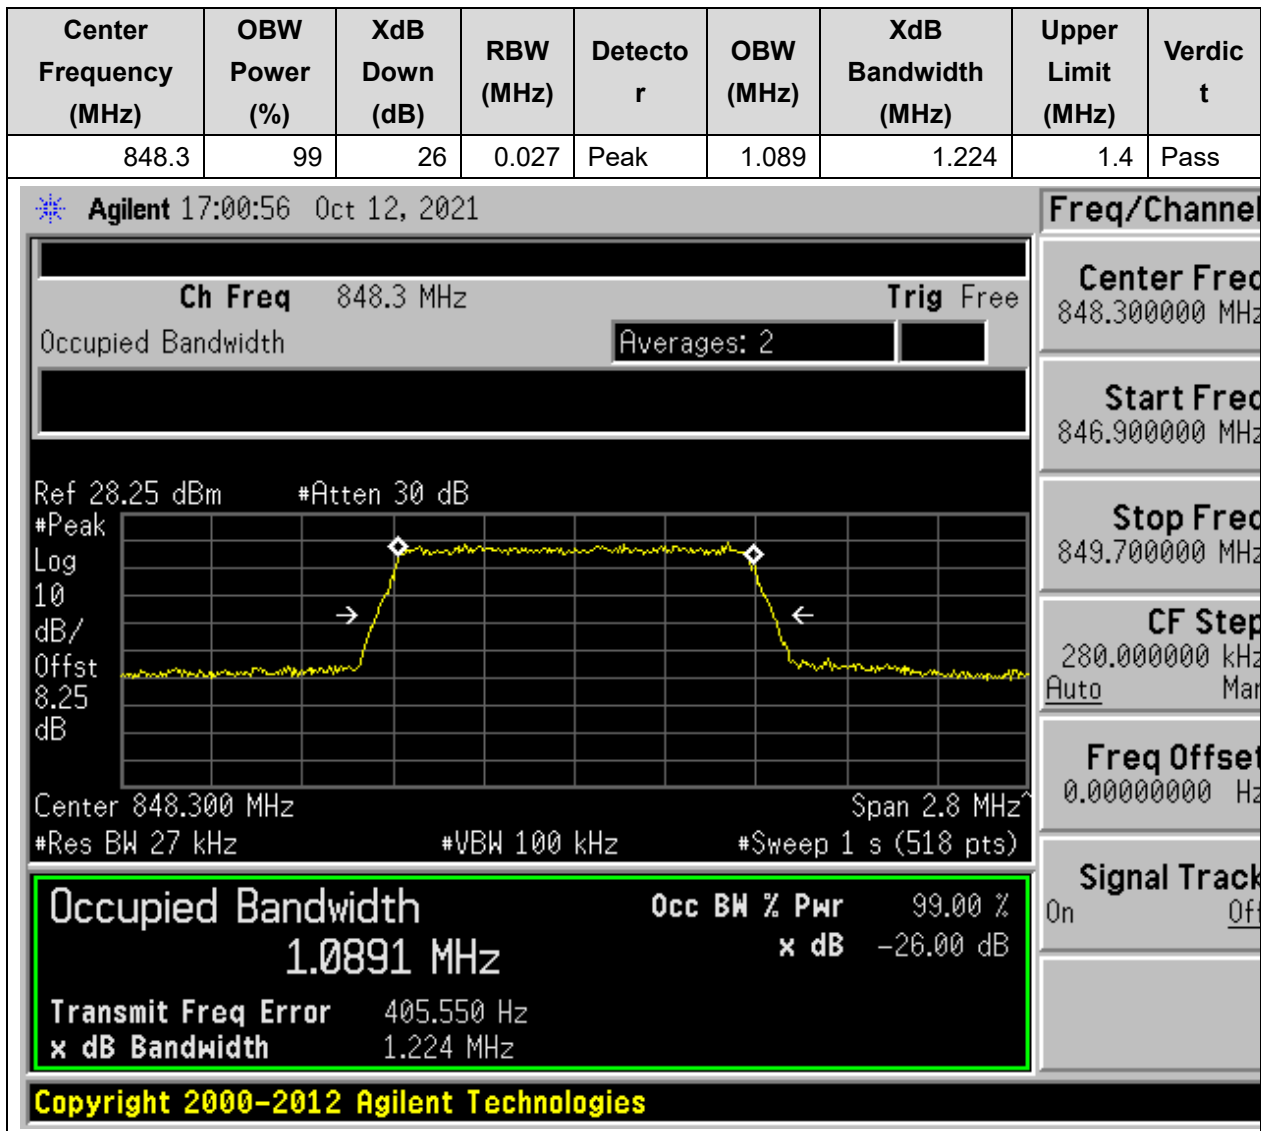 Center Frequency (MHz) OBW Power (%) XdB Down (dB) RBW (MHz) Detector OBW (MHz) XdB Bandwidth (MHz) Upper Limit (MHz) Verdict
848.3 99 26 0.027 Peak 1.089 1.224 1.4 Pass
Agilent 17:00:56 Oct 12, 2021
Ch Freq 848.3 MHz Trig Free
Occupied Bandwidth Averages: 2
Ref 28.25 dBm #Atten 30 dB
#Peak
Log
10
dB/
Offst
8.25
dB
Center 848.300 MHz Span 2.8 MHz^
#Res BW 27 kHz #VBW 100 kHz #Sweep 1 s (518 pts)
Occupied Bandwidth
1.0891 MHz
Occ BW % Pwr 99.00 %
x dB -26.00 dB
Transmit Freq Error 405.550 Hz
x dB Bandwidth 1.224 MHz
Copyright 2000-2012 Agilent Technologies
Freq/Channel
Center Freq
848.300000 MHz
Start Freq
846.900000 MHz
Stop Freq
849.700000 MHz
CF Step
280.000000 kHz
Auto Man
Freq Offset
0.00000000 Hz
Signal Track
On Off